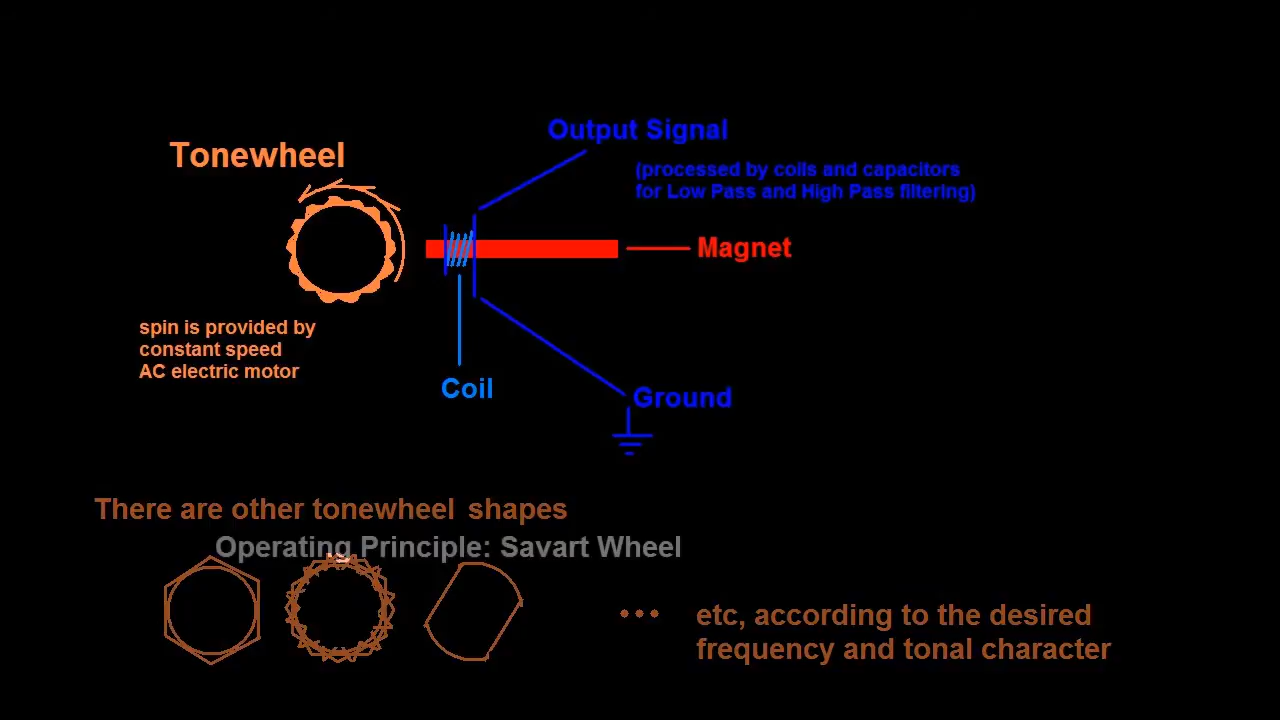 Output Signal
Tonewheel
(processed by coils and capacitors
for Low Pass and High Pass filtering)
Magnet
spin is provided by
constant speed
AC electric motor
Coil
Ground
There are other tonewheel shapes
Operating Principle: Savart Wheel
... etc, according to the desired
frequency and tonal character